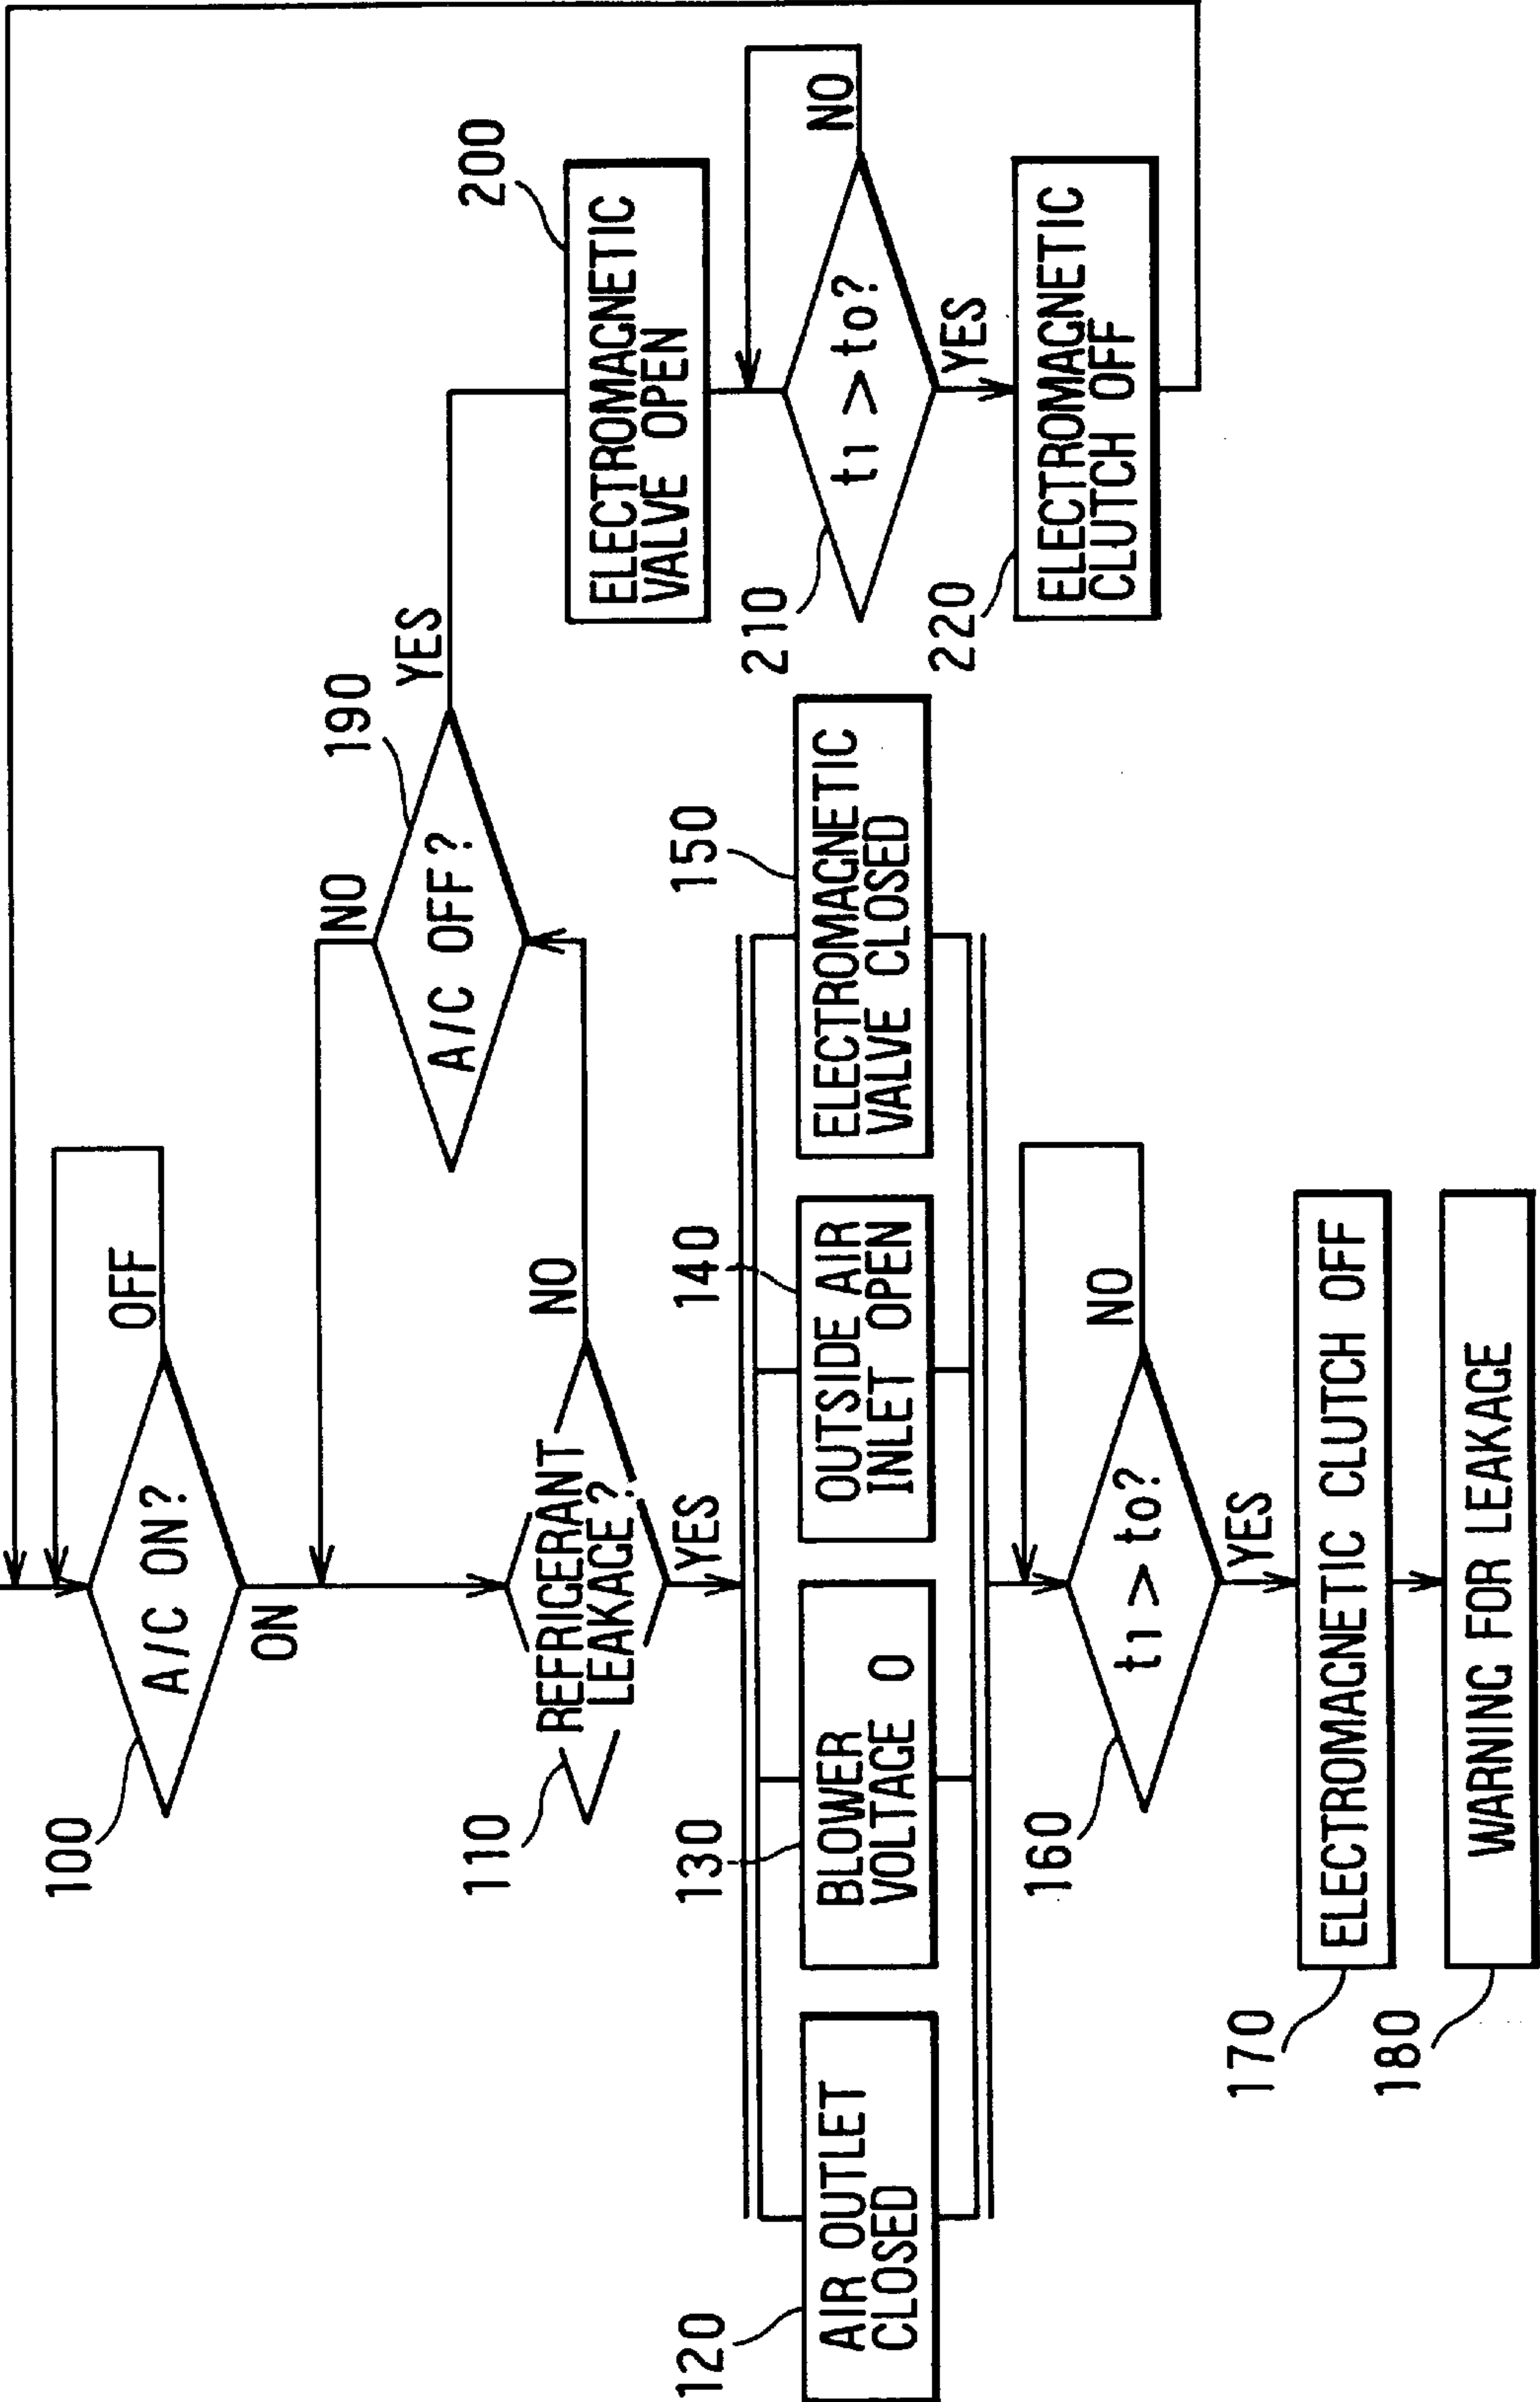 100
A/C ON?
OFF
ON
110
REFRIGERANT
LEAKAGE?
NO
YES
190
A/C OFF?
NO
YES
200
ELECTROMAGNETIC
VALVE OPEN
210
t1 > to?
NO
YES
220
ELECTROMAGNETIC
CLUTCH OFF
120
AIR OUTLET
CLOSED
130
BLOWER
VOLTAGE 0
140
OUTSIDE AIR
INLET OPEN
150
ELECTROMAGNETIC
VALVE CLOSED
160
t1 > to?
NO
YES
170
ELECTROMAGNETIC CLUTCH OFF
180
WARNING FOR LEAKAGE